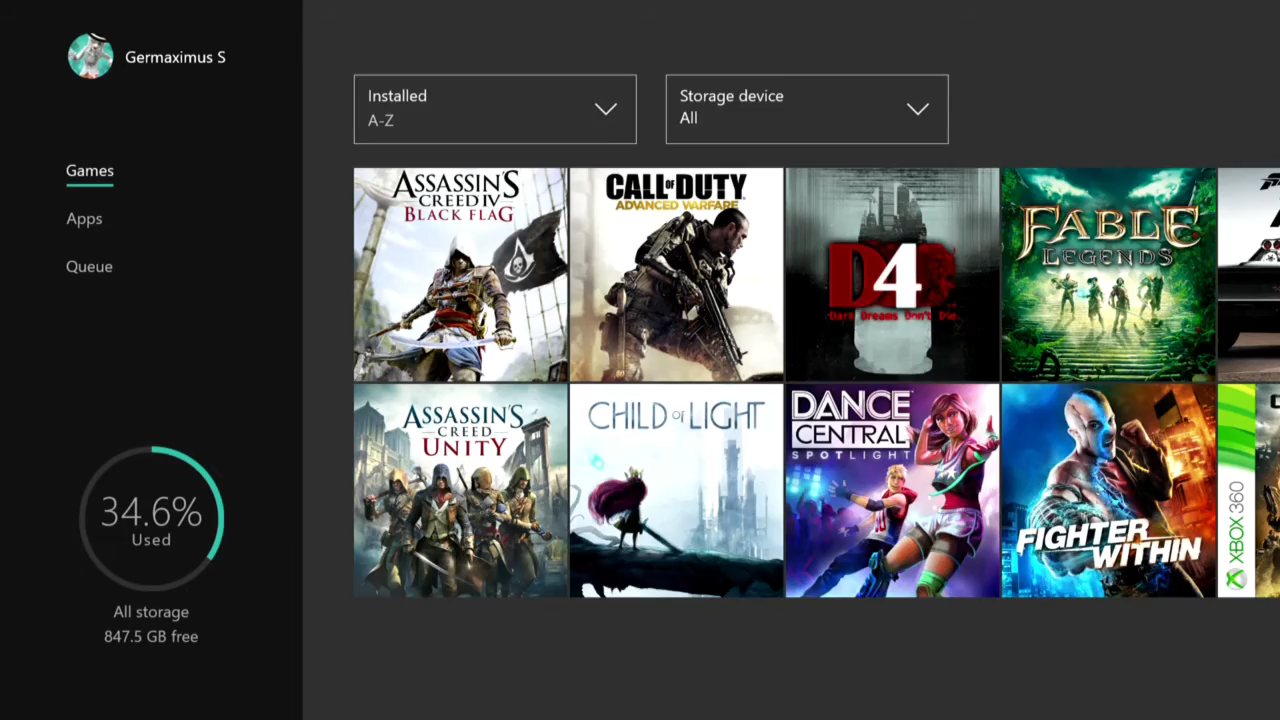 Germaximus S
Games
Apps
Queue
34.6%
Used
All storage
847.5 GB free
Installed
A-Z
Storage device
All
ASSASSIN'S
CREED IV
BLACK FLAG
CALL OF DUTY
ADVANCED WARFARE
D4
Dark Dreams Don't Die
FABLE
LEGENDS
ASSASSIN'S
CREED
UNITY
CHILD OF LIGHT
DANCE
CENTRAL
SPOTLIGHT
FIGHTER
WITHIN
XBOX 360